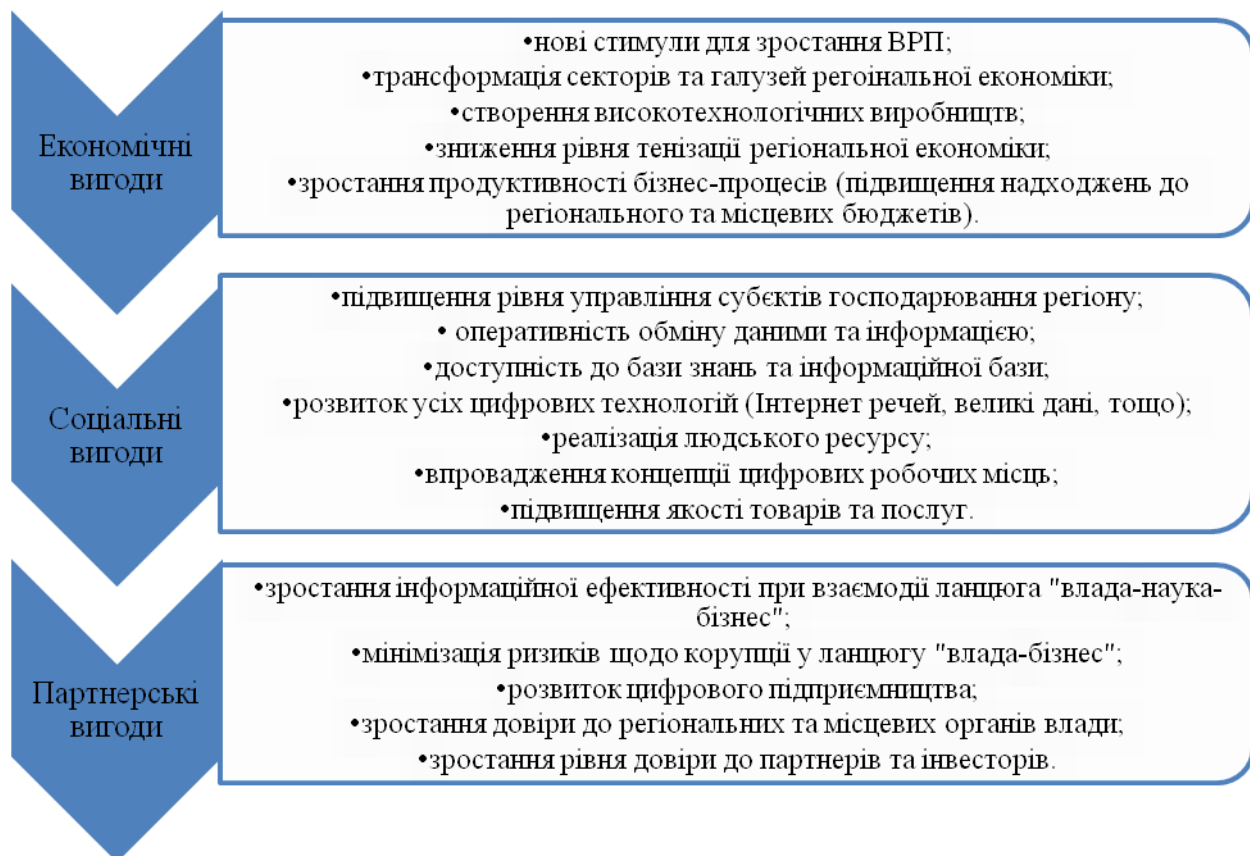 Економічні
вигоди
•нові стимули для зростання ВРП;
•трансформація секторів та галузей регоінальної економіки;
•створення високотехнологічних виробництв;
•зниження рівня тенізації регіональної економіки;
•зростання продуктивності бізнес-процесів (підвищення надходжень до
регіонального та місцевих бюджетів).
Соціальні
вигоди
•підвищення рівня управління субєктів господарювання регіону;
• оперативність обміну даними та інформацією;
•доступність до бази знань та інформаційної бази;
•розвиток усіх цифрових технологій (Інтернет речей, великі дані, тощо);
•реалізація людського ресурсу;
•впровадження концепції цифрових робочих місць;
•підвищення якості товарів та послуг.
Партнерські
вигоди
•зростання інформаційної ефективності при взаємодії ланцюга "влада-наука-
бізнес";
•мінімізація ризиків щодо корупції у ланцюгу "влада-бізнес";
•розвиток цифрового підприємництва;
•зростання довіри до регіональних та місцевих органів влади;
•зростання рівня довіри до партнерів та інвесторів.